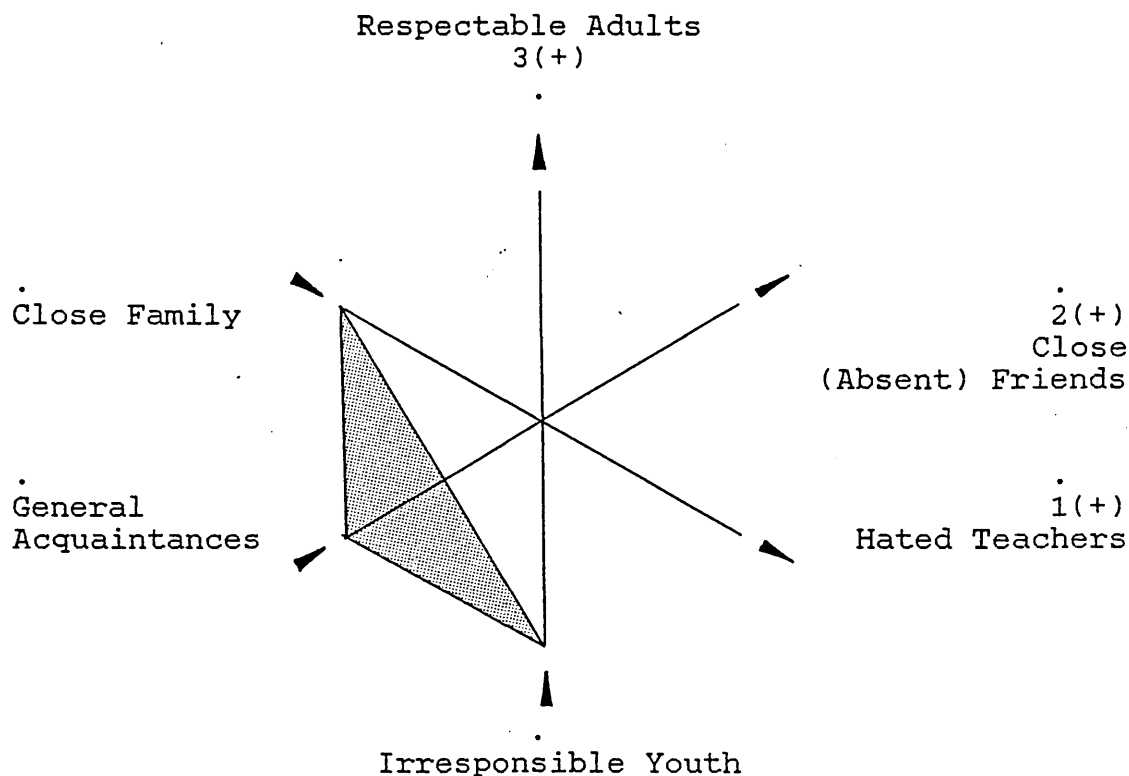 Respectable Adults
3(+)
Close Family
2(+)
Close
(Absent) Friends
General
Acquaintances
1(+)
Hated Teachers
Irresponsible Youth